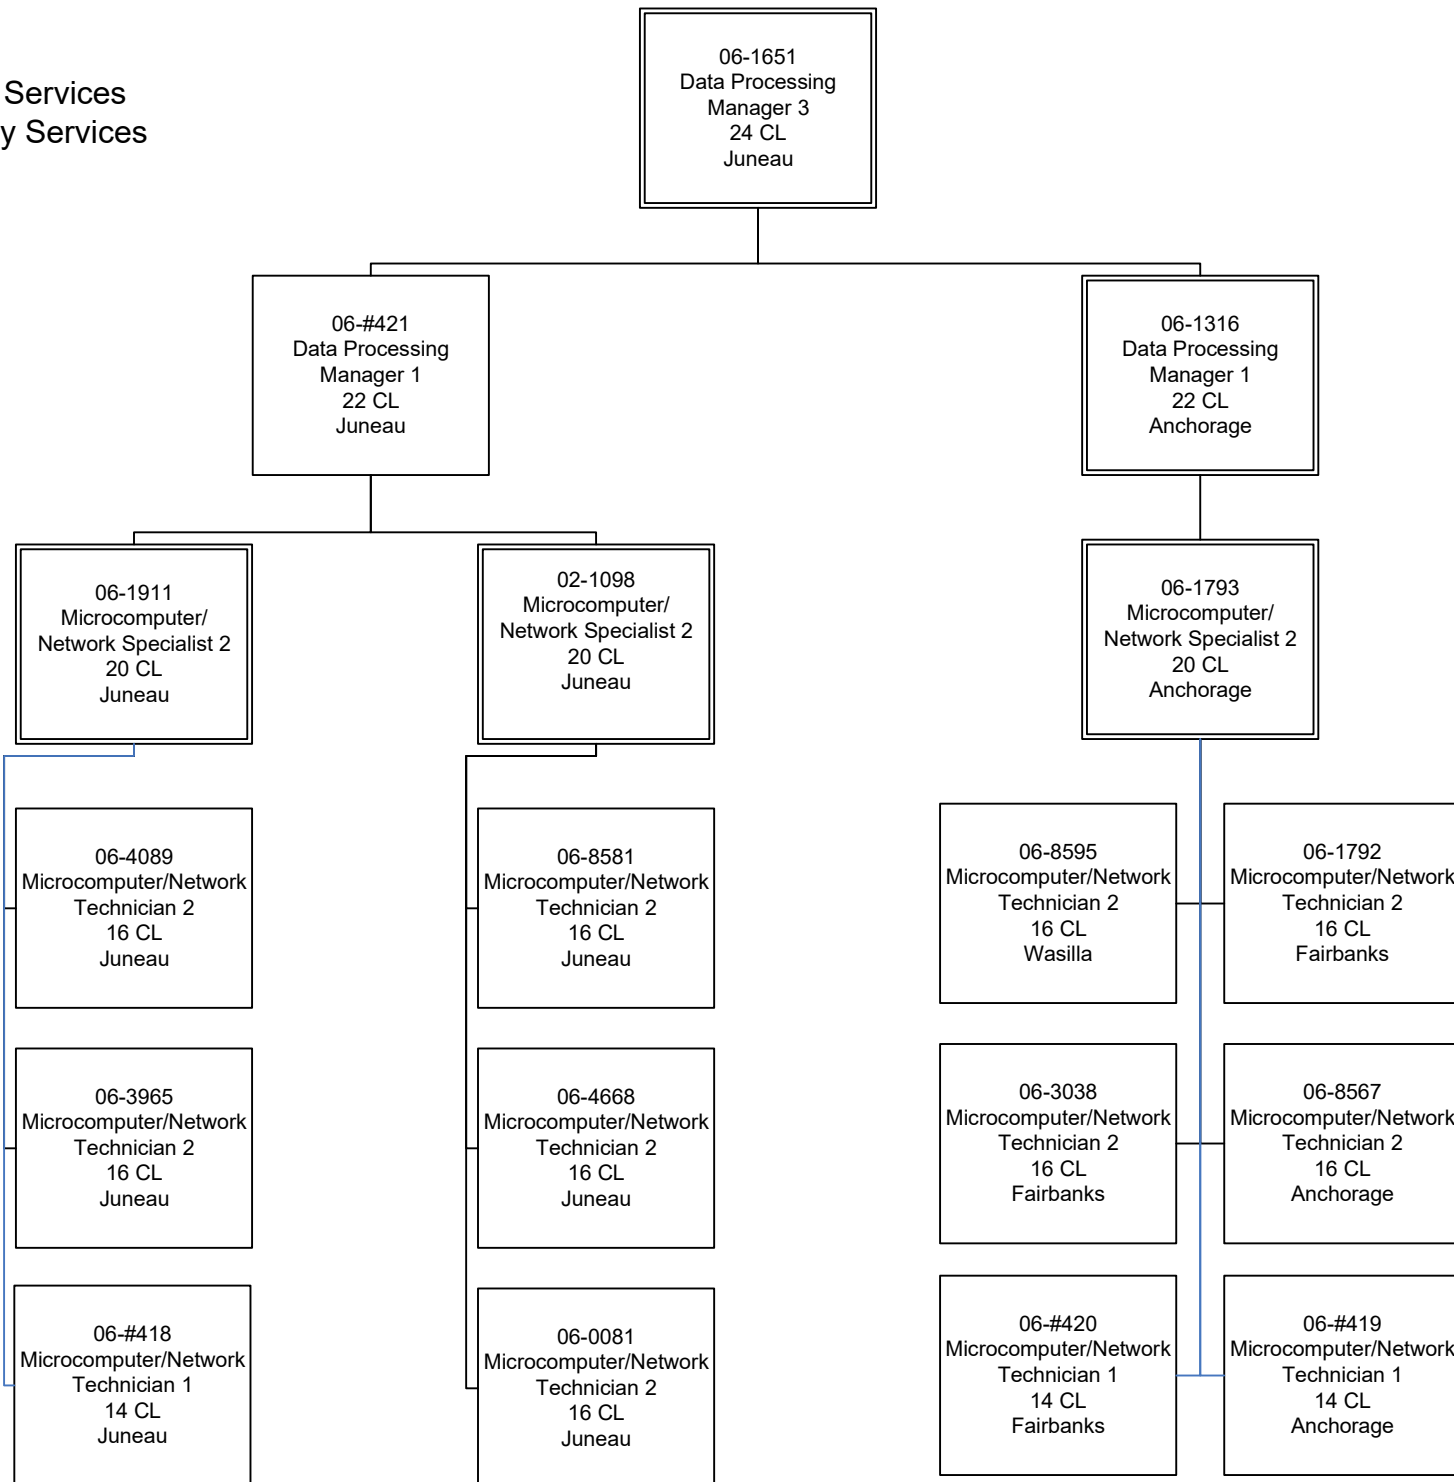 Services
y Services
06-1651
Data Processing
Manager 3
24 CL
Juneau
06-#421
Data Processing
Manager 1
22 CL
Juneau
06-1316
Data Processing
Manager 1
22 CL
Anchorage
06-1911
Microcomputer/
Network Specialist 2
20 CL
Juneau
02-1098
Microcomputer/
Network Specialist 2
20 CL
Juneau
06-1793
Microcomputer/
Network Specialist 2
20 CL
Anchorage
06-4089
Microcomputer/Network
Technician 2
16 CL
Juneau
06-8581
Microcomputer/Network
Technician 2
16 CL
Juneau
06-8595
Microcomputer/Network
Technician 2
16 CL
Wasilla
06-1792
Microcomputer/Network
Technician 2
16 CL
Fairbanks
06-3965
Microcomputer/Network
Technician 2
16 CL
Juneau
06-4668
Microcomputer/Network
Technician 2
16 CL
Juneau
06-3038
Microcomputer/Network
Technician 2
16 CL
Fairbanks
06-8567
Microcomputer/Network
Technician 2
16 CL
Anchorage
06-#418
Microcomputer/Network
Technician 1
14 CL
Juneau
06-0081
Microcomputer/Network
Technician 2
16 CL
Juneau
06-#420
Microcomputer/Network
Technician 1
14 CL
Fairbanks
06-#419
Microcomputer/Network
Technician 1
14 CL
Anchorage